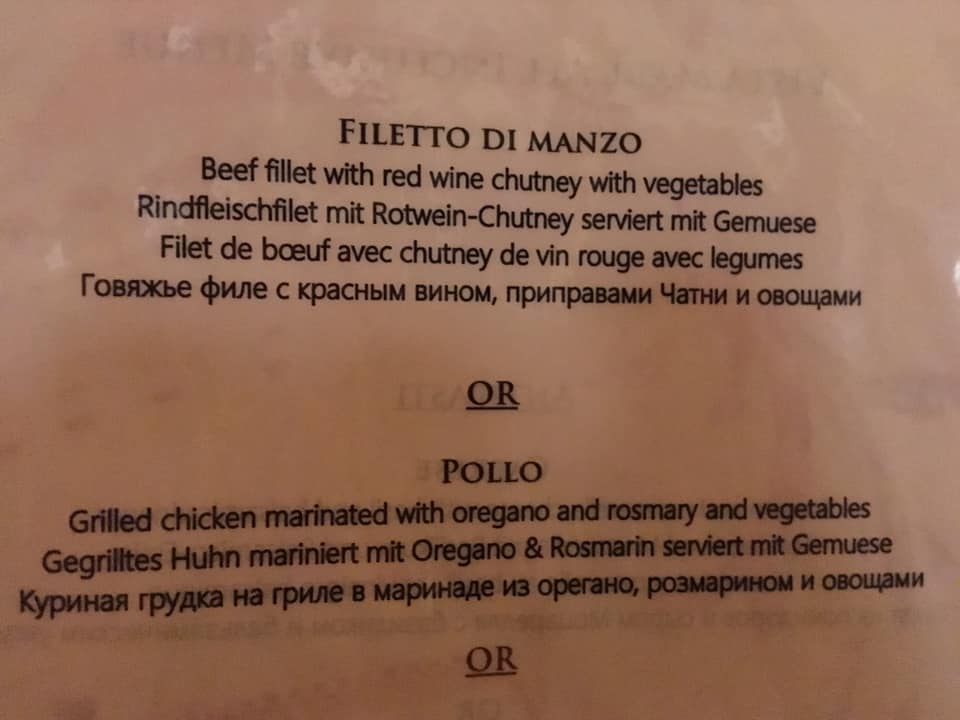 FILETTO DI MANZO
Beef fillet with red wine chutney with vegetables
Rindfleischfilet mit Rotwein-Chutney serviert mit Gemuese
Filet de bœuf avec chutney de vin rouge avec legumes
Говяжье филе с красным вином, приправами Чатни и овощами
OR
POLLO
Grilled chicken marinated with oregano and rosmary and vegetables
Gegrilltes Huhn mariniert mit Oregano & Rosmarin serviert mit Gemuese
Куриная грудка на гриле в маринаде из орегано, розмарином и овощами
OR